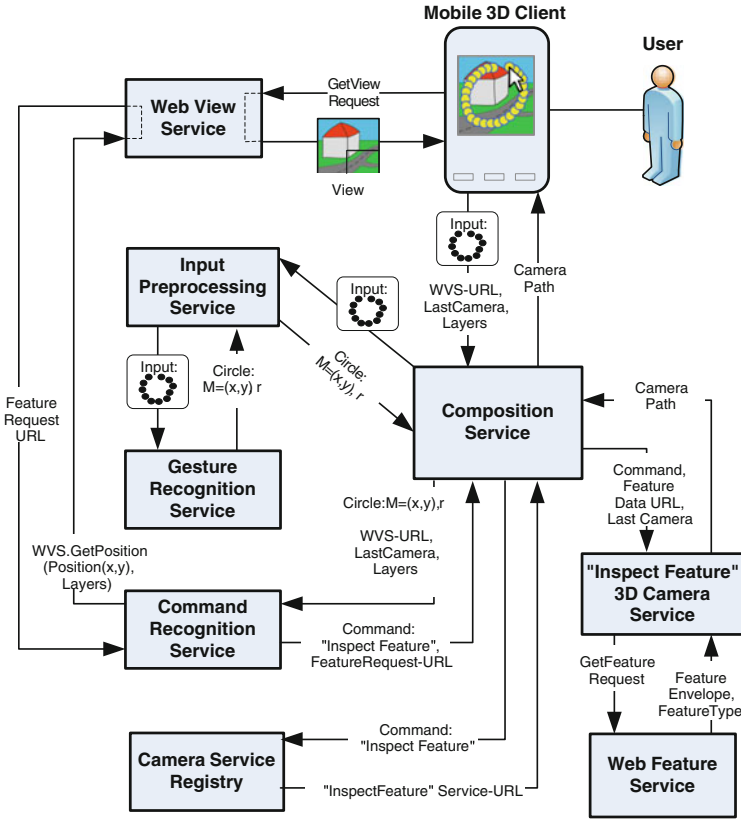 Mobile 3D Client
User
Web View
Service
GetView
Request
View
Input:
WVS-URL,
LastCamera,
Layers
Camera
Path
Input
Preprocessing
Service
Input:
Input:
Circle:
M=(x,y) r
Circle:
M=(x,y), r
Composition
Service
Camera
Path
Feature
Request
URL
Gesture
Recognition
Service
Command,
Feature
Data URL,
Last Camera
Circle:M=(x,y),r
WVS-URL,
LastCamera,
Layers
WVS.GetPosition
(Position(x,y),
Layers)
"Inspect Feature"
3D Camera
Service
Command
Recognition
Service
Command:
"Inspect Feature",
FeatureRequest-URL
GetFeature
Request
Feature
Envelope,
FeatureType
Camera Service
Registry
Command:
"Inspect Feature"
"InspectFeature" Service-URL
Web Feature
Service